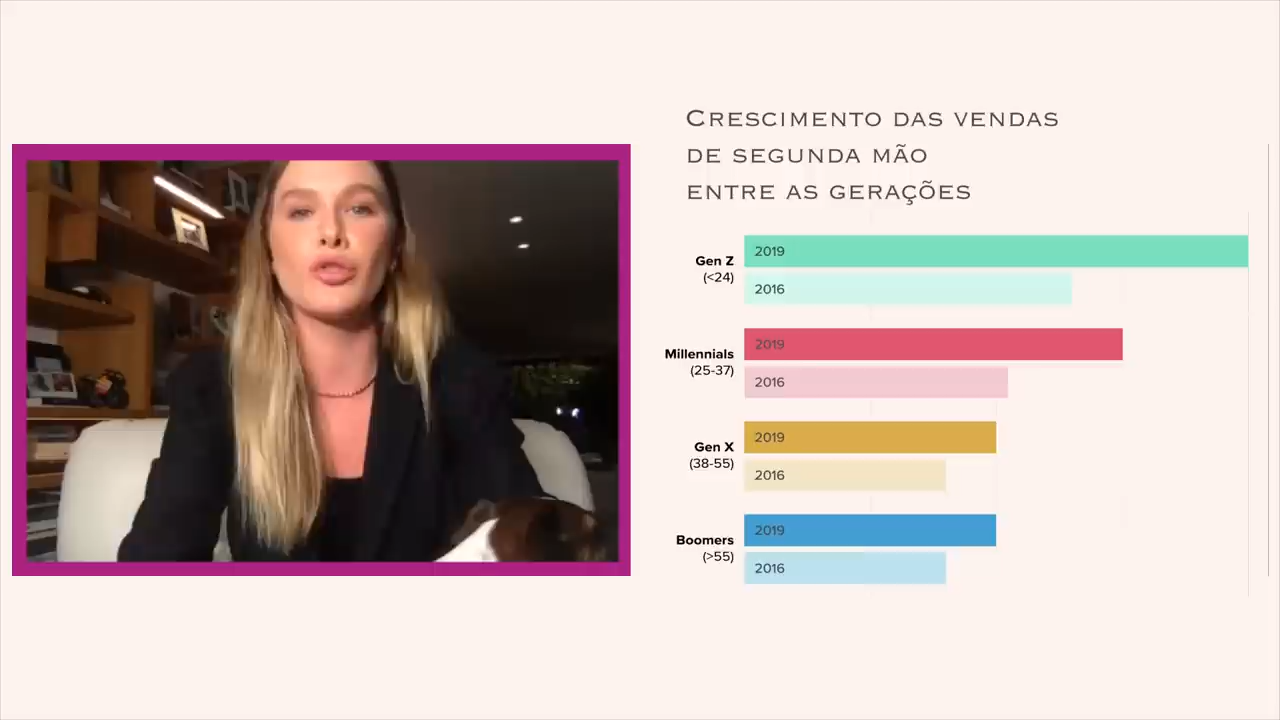 Crescimento das vendas
de segunda mão
entre as gerações
Gen Z
(<24)
2019
2016
Millennials
(25-37)
2019
2016
Gen X
(38-55)
2019
2016
Boomers
(>55)
2019
2016